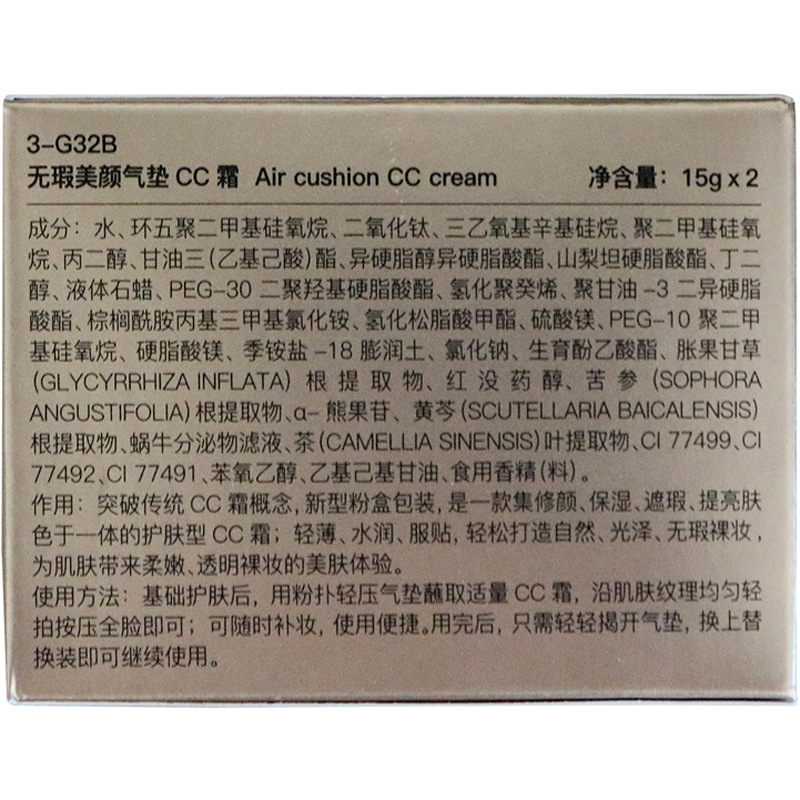 3-G32B
无瑕美颜气垫 CC 霜 Air cushion CC cream 净含量：15g x 2
成分：水、环五聚二甲基硅氧烷、二氧化钛、三乙氧基辛基硅烷、聚二甲基硅氧
烷、丙二醇、甘油三(乙基己酸)酯、异硬脂醇异硬脂酸酯、山梨坦硬脂酸酯、丁二
醇、液体石蜡、PEG-30 二聚羟基硬脂酸酯、氢化聚癸烯、聚甘油-3 二异硬脂
酸酯、棕榈酰胺丙基三甲基氯化铵、氢化松脂酸甲酯、硫酸镁、PEG-10 聚二甲
基硅氧烷、硬脂酸镁、季铵盐-18 膨润土、氯化钠、生育酚乙酸酯、胀果甘草
(GLYCYRRHIZA INFLATA) 根提取物、红没药醇、苦参 (SOPHORA
ANGUSTIFOLIA) 根提取物、α-熊果苷、黄芩(SCUTELLARIA BAICALENSIS)
根提取物、蜗牛分泌物滤液、茶(CAMELLIA SINENSIS)叶提取物、CI 77499、CI
77492、CI 77491、苯氧乙醇、乙基己基甘油、食用香精(料)。
作用：突破传统 CC 霜概念，新型粉盒包装，是一款集修颜、保湿、遮瑕、提亮肤
色于一体的护肤型 CC 霜；轻薄、水润、服贴，轻松打造自然、光泽、无瑕裸妆，
为肌肤带来柔嫩、透明裸妆的美肤体验。
使用方法：基础护肤后，用粉扑轻压气垫蘸取适量 CC 霜，沿肌肤纹理均匀轻
拍按压全脸即可；可随时补妆，使用便捷。用完后，只需轻轻揭开气垫，换上替
换装即可继续使用。